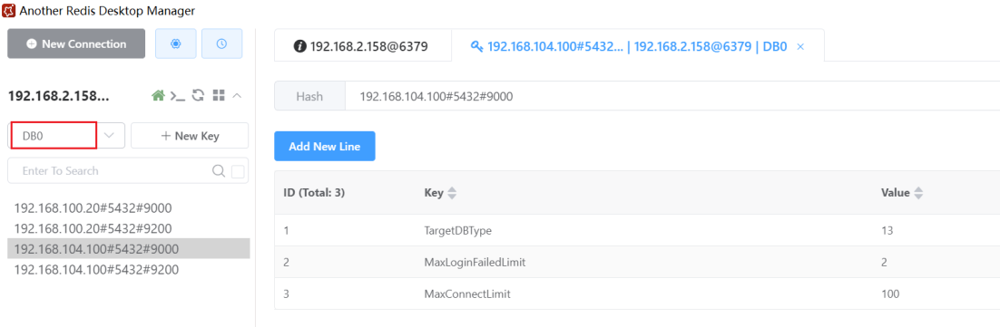 Another Redis Desktop Manager
New Connection
192.168.2.158@6379
192.168.104.100#5432... | 192.168.2.158@6379 | DB0 ×
192.168.2.158...
>_
Hash
192.168.104.100#5432#9000
DB0
+ New Key
Add New Line
Enter To Search
ID (Total: 3) Key Value
192.168.100.20#5432#9000
192.168.100.20#5432#9200
192.168.104.100#5432#9000
192.168.104.100#5432#9200
1 TargetDBType 13
2 MaxLoginFailedLimit 2
3 MaxConnectLimit 100